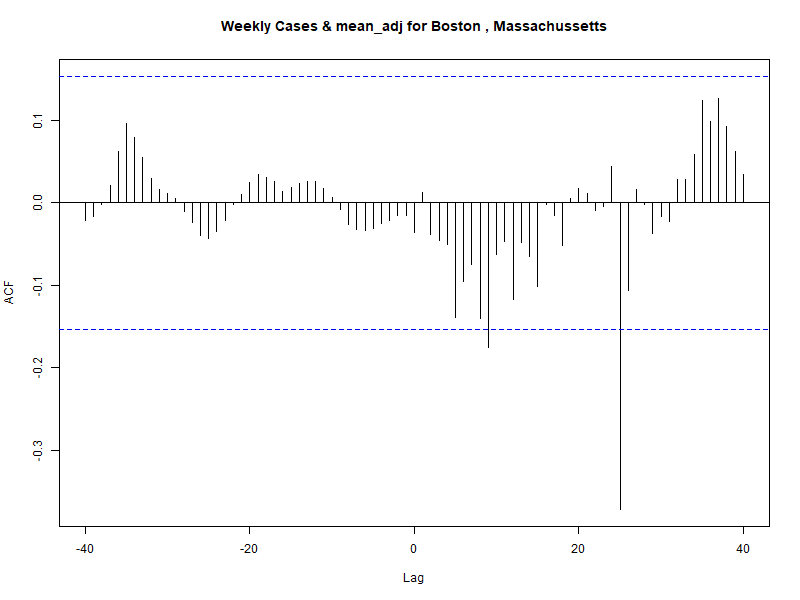 Weekly Cases & mean_adj for Boston , Massachussetts
ACF
0.1
0.0
-0.1
-0.2
-0.3
-40 -20 0 20 40
Lag